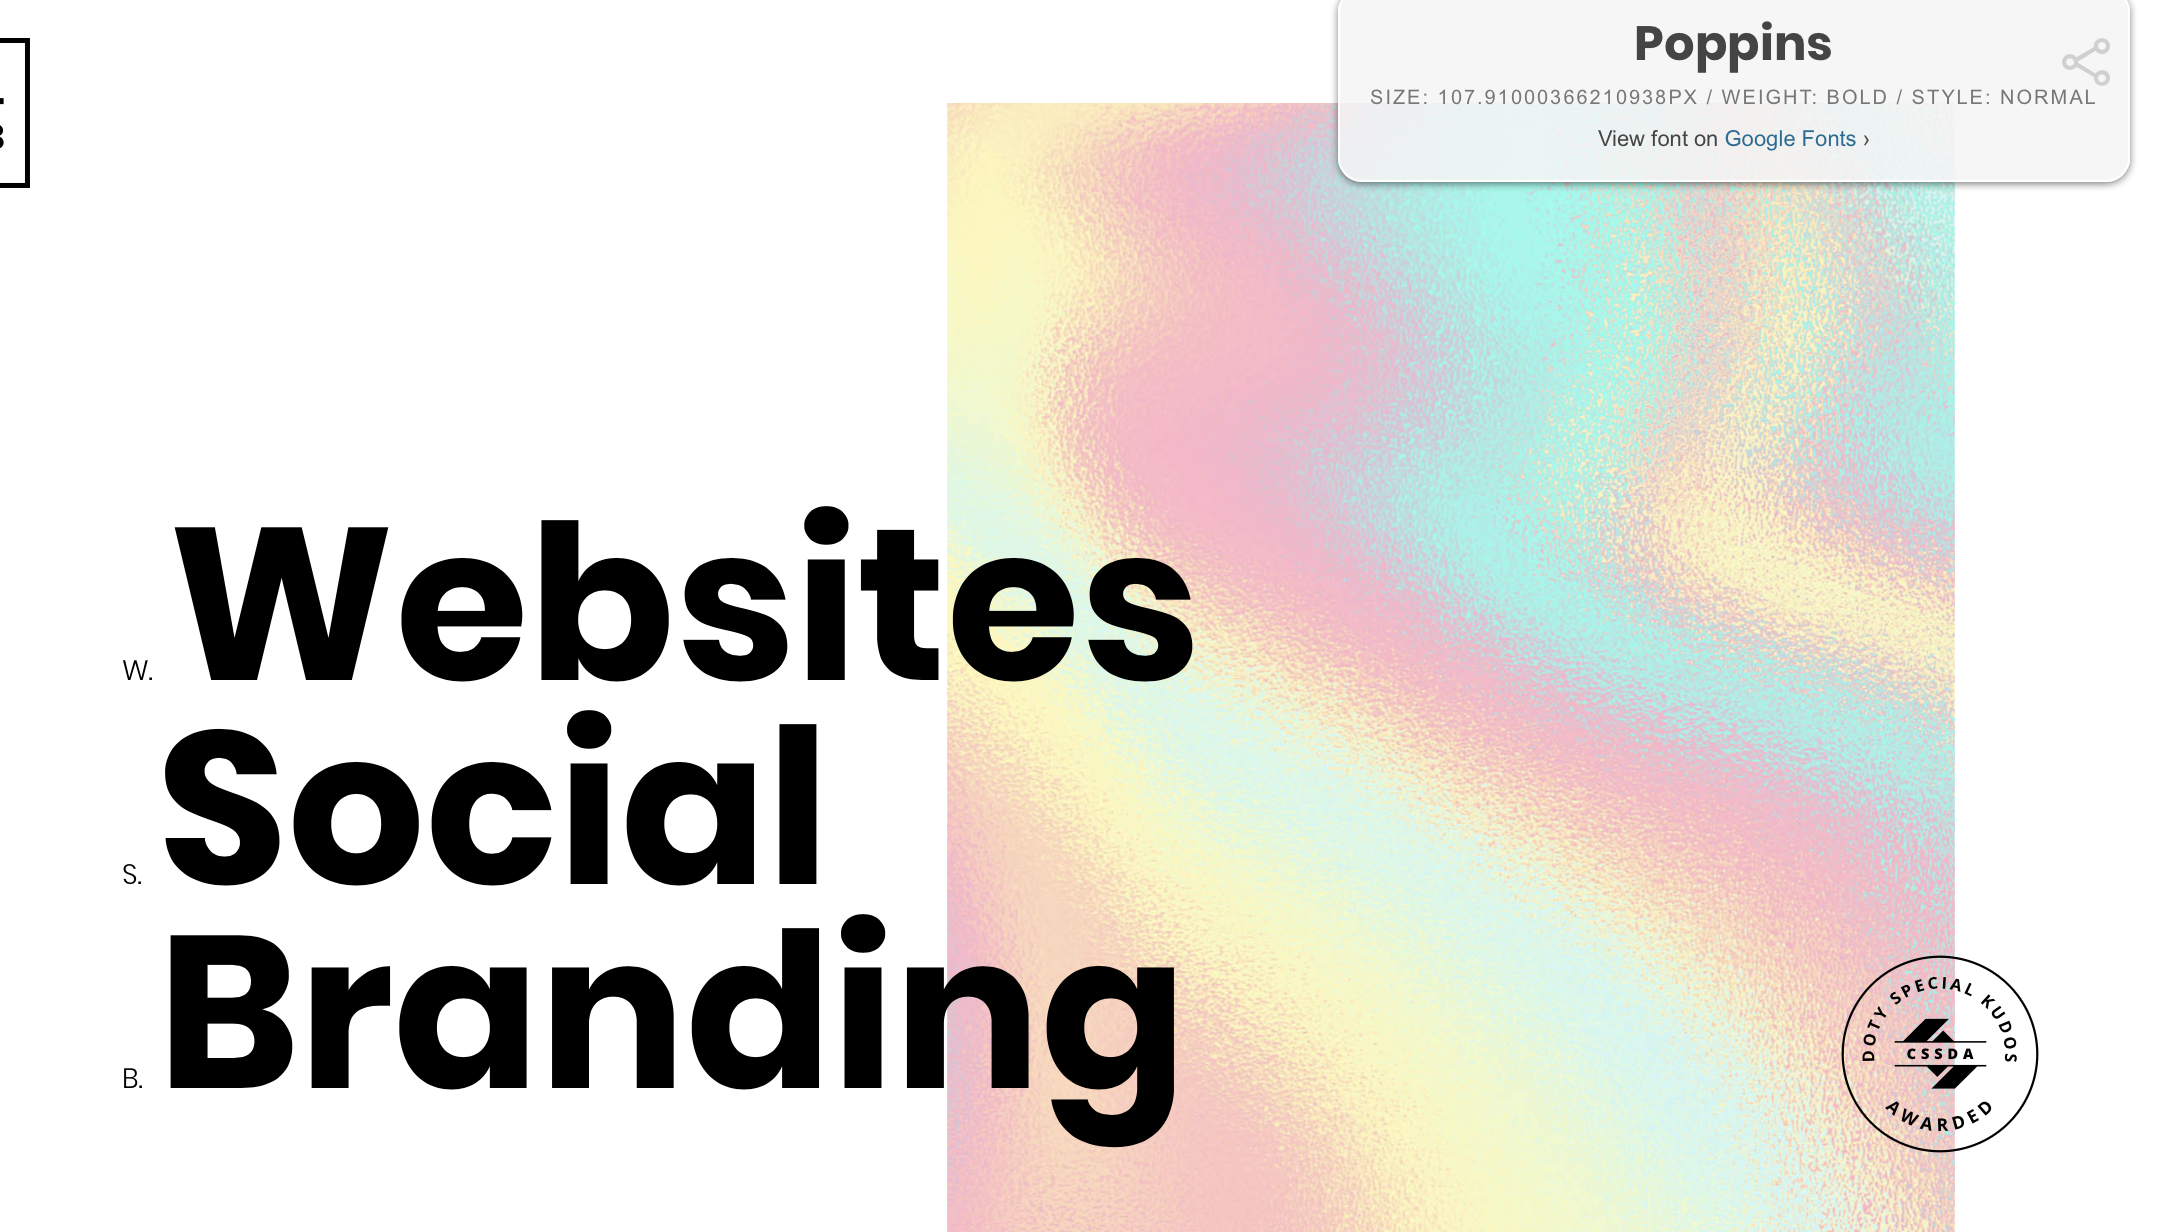 Poppins
SIZE: 107.91000366210938PX / WEIGHT: BOLD / STYLE: NORMAL
View font on Google Fonts ›
W. Websites
S. Social
B. Branding
DOTY SPECIAL KUDOS
CSSDA
AWARDED